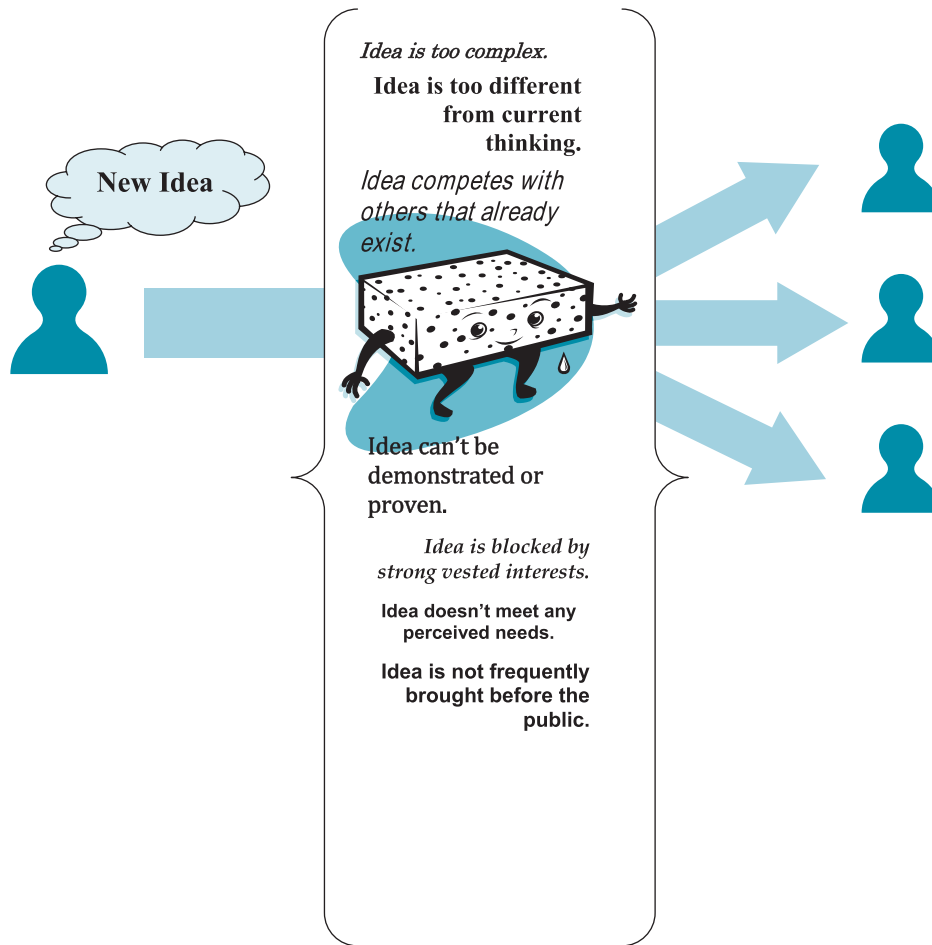 Idea is too complex.
Idea is too different
from current
thinking.
New Idea
Idea competes with
others that already
exist.
Idea can't be
demonstrated or
proven.
Idea is blocked by
strong vested interests.
Idea doesn't meet any
perceived needs.
Idea is not frequently
brought before the
public.